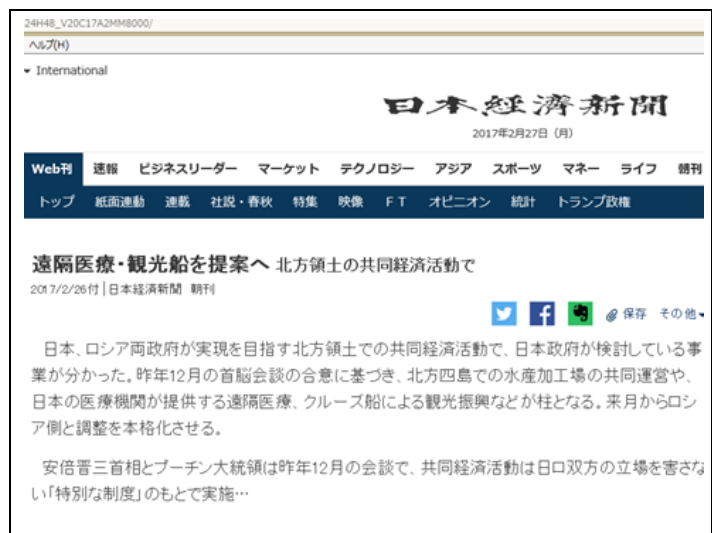 24H48_V20C17A2MM8000/
ヘルプ(H)
▾ International
日本経済新聞
2017年2月27日（月）
Web刊 速報 ビジネスリーダー マーケット テクノロジー アジア スポーツ マネー ライフ 朝刊
トップ 紙面連動 連載 社説・春秋 特集 映像 ＦＴ オピニオン 統計 トランプ政権
遠隔医療・観光船を提案へ 北方領土の共同経済活動で
2017/2/26付 | 日本経済新聞 朝刊
保存 その他▾
日本、ロシア両政府が実現を目指す北方領土での共同経済活動で、日本政府が検討している事
業が分かった。昨年12月の首脳会談の合意に基づき、北方四島での水産加工場の共同運営や、
日本の医療機関が提供する遠隔医療、クルーズ船による観光振興などが柱となる。来月からロシ
ア側と調整を本格化させる。
安倍晋三首相とプーチン大統領は昨年12月の会談で、共同経済活動は日ロ双方の立場を害さな
い「特別な制度」のもとで実施…